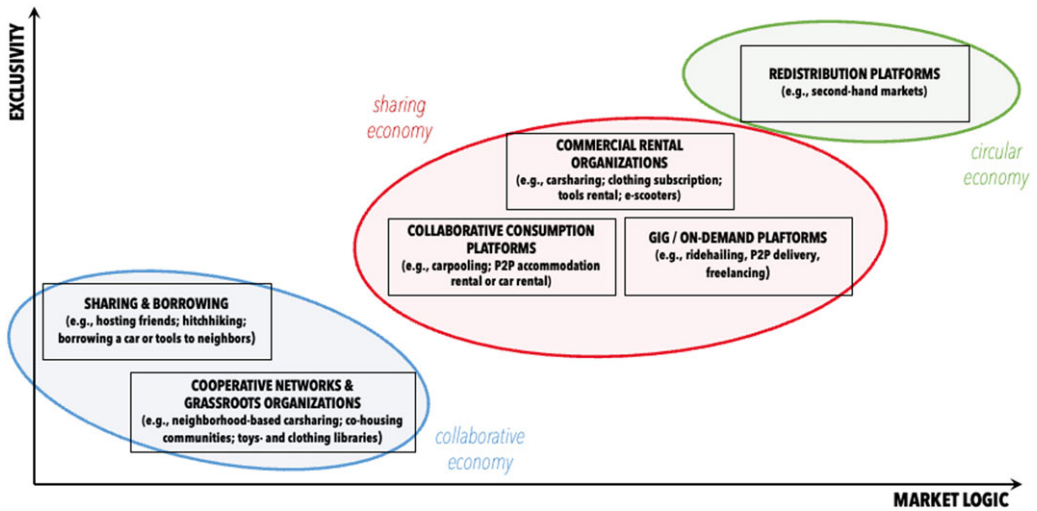 EXCLUSIVITY
REDISTRIBUTION PLATFORMS
(e.g., second-hand markets)
circular
economy
sharing
economy
COMMERCIAL RENTAL
ORGANIZATIONS
(e.g., carsharing; clothing subscription;
tools rental; e-scooters)
COLLABORATIVE CONSUMPTION
PLATFORMS
(e.g., carpooling; P2P accommodation
rental or car rental)
GIG / ON-DEMAND PLAFTORMS
(e.g., ridehailing, P2P delivery,
freelancing)
SHARING & BORROWING
(e.g., hosting friends; hitchhiking;
borrowing a car or tools to neighbors)
COOPERATIVE NETWORKS &
GRASSROOTS ORGANIZATIONS
(e.g., neighborhood-based carsharing; co-housing
communities; toys- and clothing libraries)
collaborative
economy
MARKET LOGIC